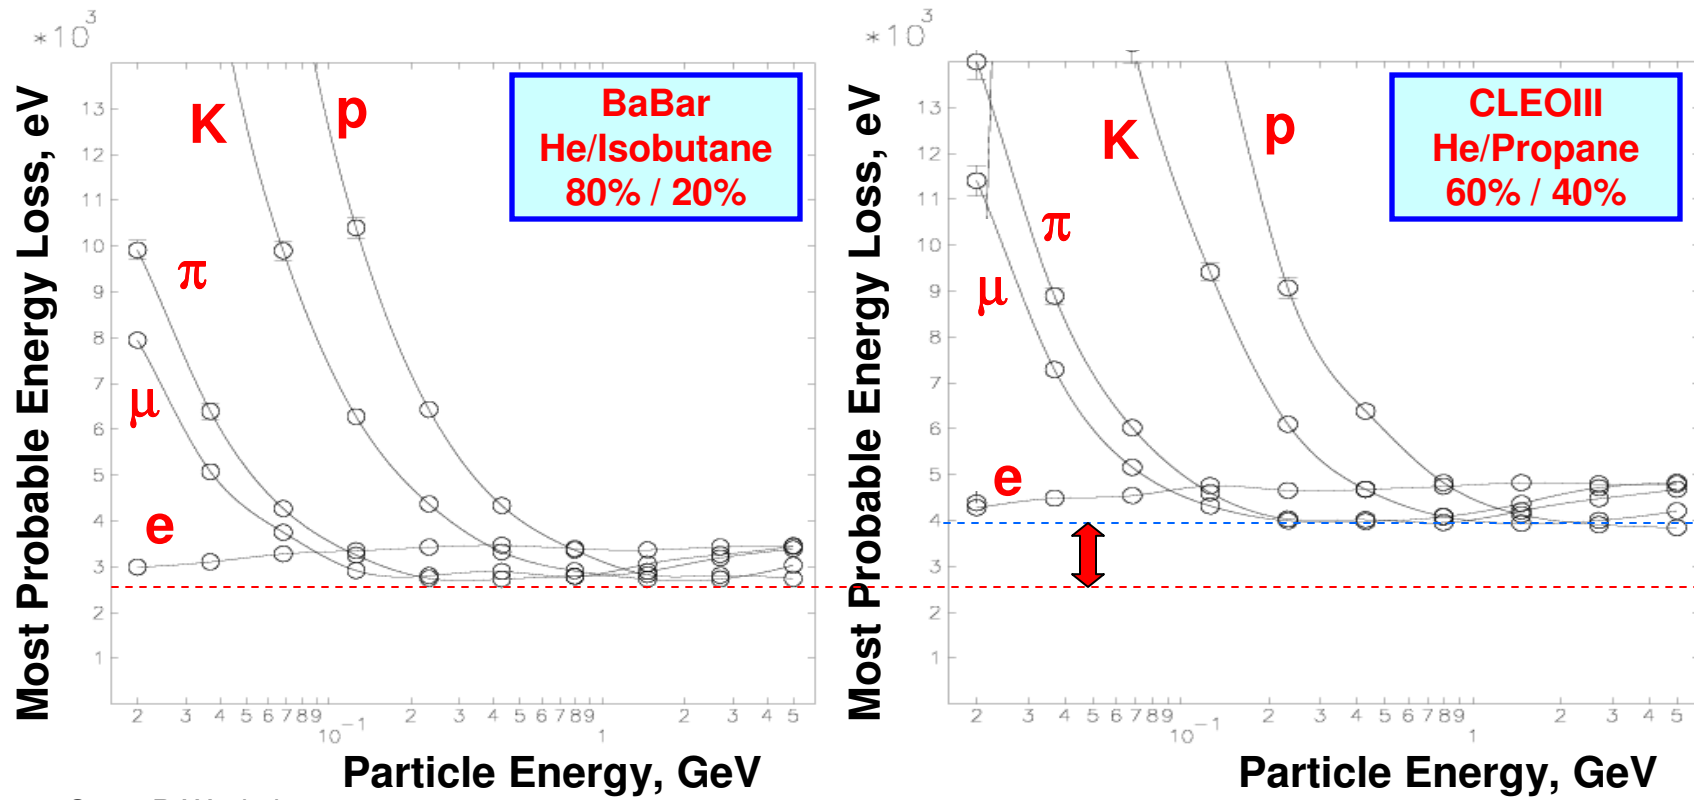 *10 3
Most Probable Energy Loss, eV
13
12
11
10
9
8
7
6
5
4
3
2
1
K
p
π
μ
e
BaBar
He/Isobutane
80% / 20%
2 3 4 5 6 7 8 9 2 3 4 5 6 7 8 9 2 3 4 5
10 -1 1
Particle Energy, GeV
*10 3
Most Probable Energy Loss, eV
13
12
11
10
9
8
7
6
5
4
3
2
1
K
p
π
μ
e
CLEOIII
He/Propane
60% / 40%
2 3 4 5 6 7 8 9 2 3 4 5 6 7 8 9 2 3 4 5
10 -1 1
Particle Energy, GeV